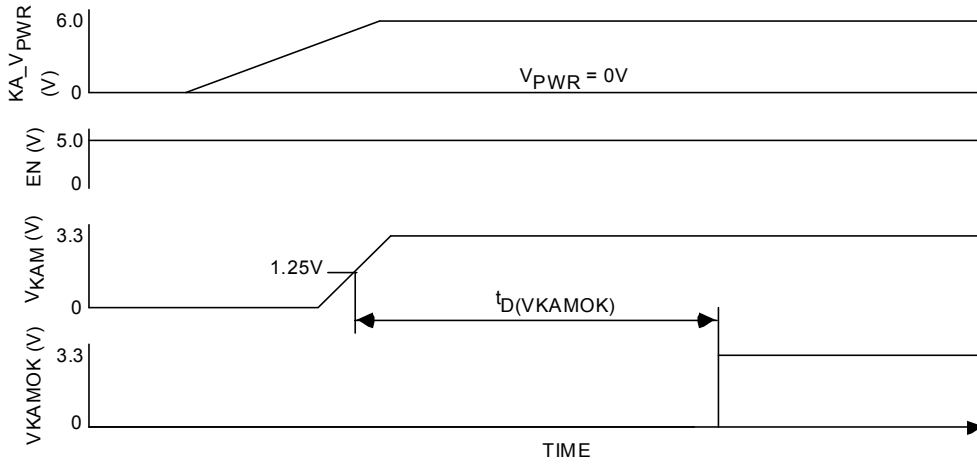 KA_VPWR
(V)
6.0
0
VPWR = 0V
EN (V)
5.0
0
VKAM (V)
3.3
1.25V
0
tD(VKAMOK)
VKAMOK (V)
3.3
0
TIME